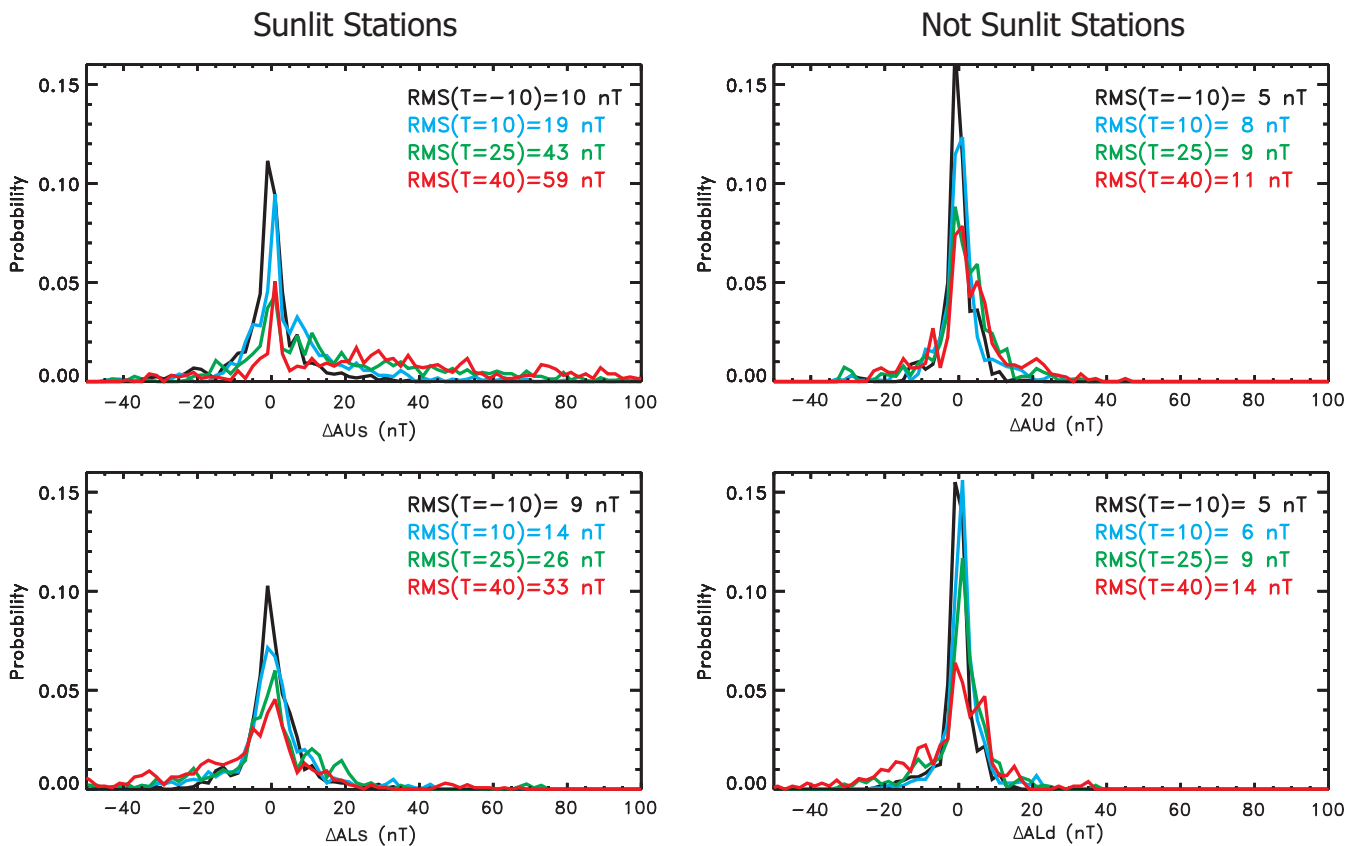 Sunlit Stations
Not Sunlit Stations
0.15
0.10
0.05
0.00
Probability
RMS(T=−10)=10 nT
RMS(T=10)=19 nT
RMS(T=25)=43 nT
RMS(T=40)=59 nT
−40 −20 0 20 40 60 80 100
ΔAUs (nT)
0.15
0.10
0.05
0.00
Probability
RMS(T=−10)= 5 nT
RMS(T=10)= 8 nT
RMS(T=25)= 9 nT
RMS(T=40)=11 nT
−40 −20 0 20 40 60 80 100
ΔAUd (nT)
0.15
0.10
0.05
0.00
Probability
RMS(T=−10)= 9 nT
RMS(T=10)=14 nT
RMS(T=25)=26 nT
RMS(T=40)=33 nT
−40 −20 0 20 40 60 80 100
ΔALs (nT)
0.15
0.10
0.05
0.00
Probability
RMS(T=−10)= 5 nT
RMS(T=10)= 6 nT
RMS(T=25)= 9 nT
RMS(T=40)=14 nT
−40 −20 0 20 40 60 80 100
ΔALd (nT)